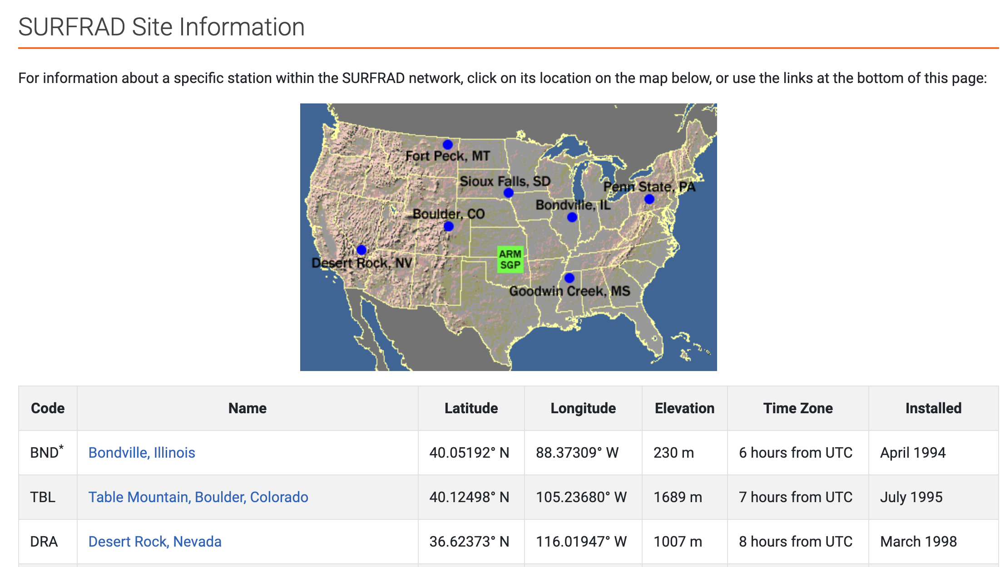 SURFRAD Site Information
For information about a specific station within the SURFRAD network, click on its location on the map below, or use the links at the bottom of this page:
Fort Peck, MT
Sioux Falls, SD
Penn State, PA
Bondville, IL
Boulder, CO
ARM
SGP
Desert Rock, NV
Goodwin Creek, MS
Code Name Latitude Longitude Elevation Time Zone Installed
BND* Bondville, Illinois 40.05192° N 88.37309° W 230 m 6 hours from UTC April 1994
TBL Table Mountain, Boulder, Colorado 40.12498° N 105.23680° W 1689 m 7 hours from UTC July 1995
DRA Desert Rock, Nevada 36.62373° N 116.01947° W 1007 m 8 hours from UTC March 1998